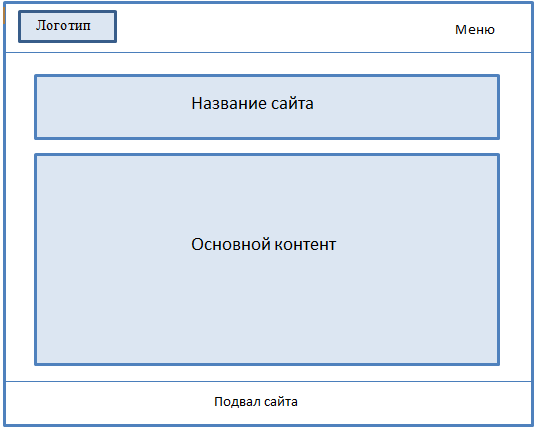 Логотип
Меню
Название сайта
Основной контент
Подвал сайта